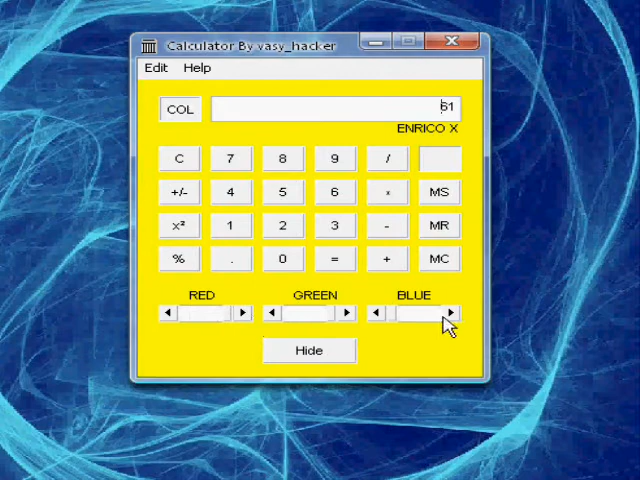 Calculator By vasy_hacker
Edit Help
COL 61
ENRICO X
C 7 8 9 /
+/- 4 5 6 * MS
x² 1 2 3 - MR
% . 0 = + MC
RED GREEN BLUE
Hide